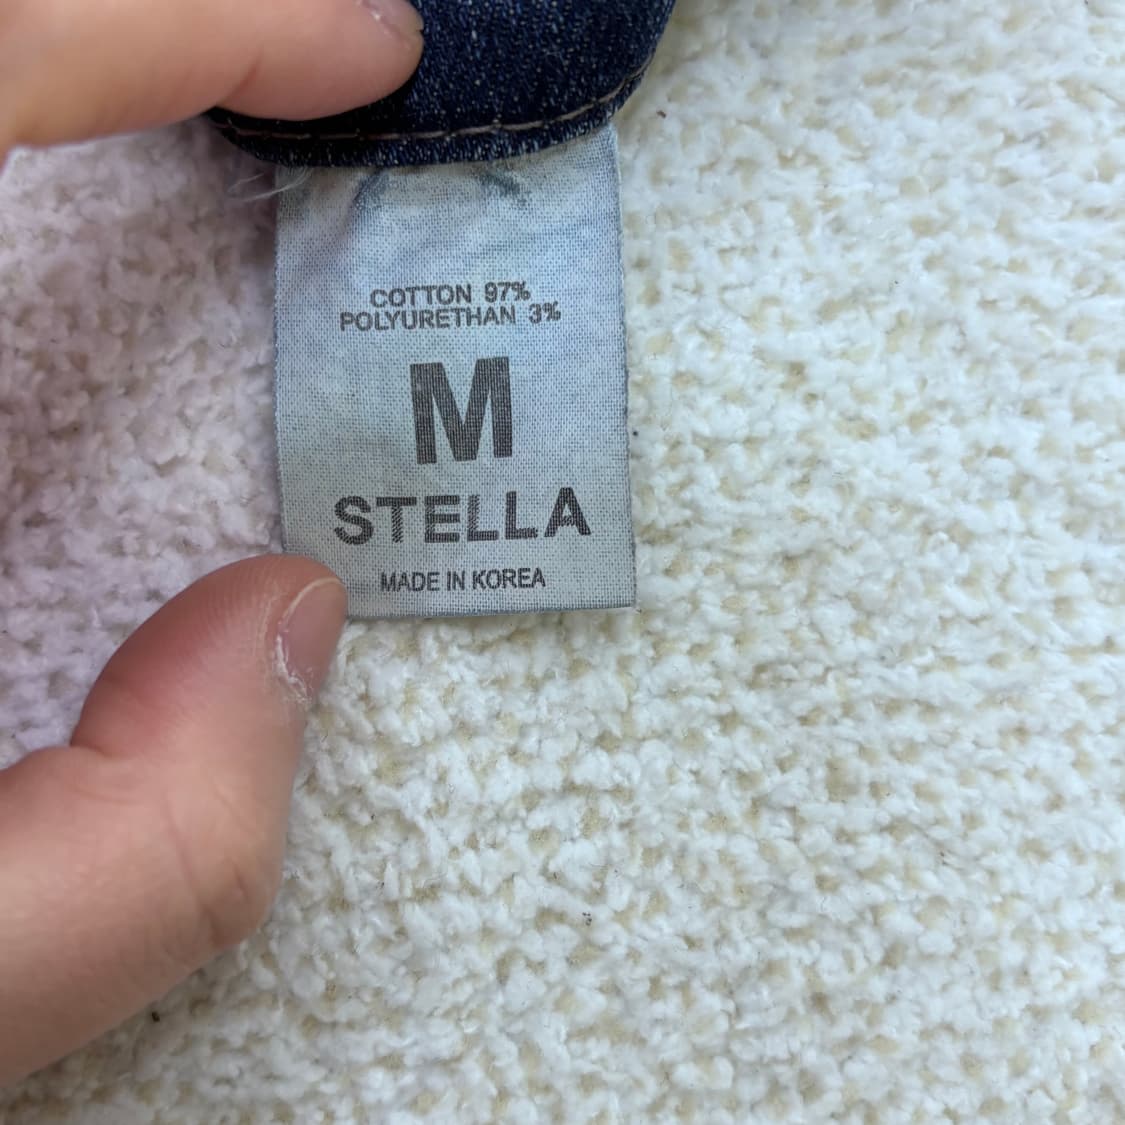 COTTON 97%
POLYURETHAN 3%
M
STELLA
MADE IN KOREA